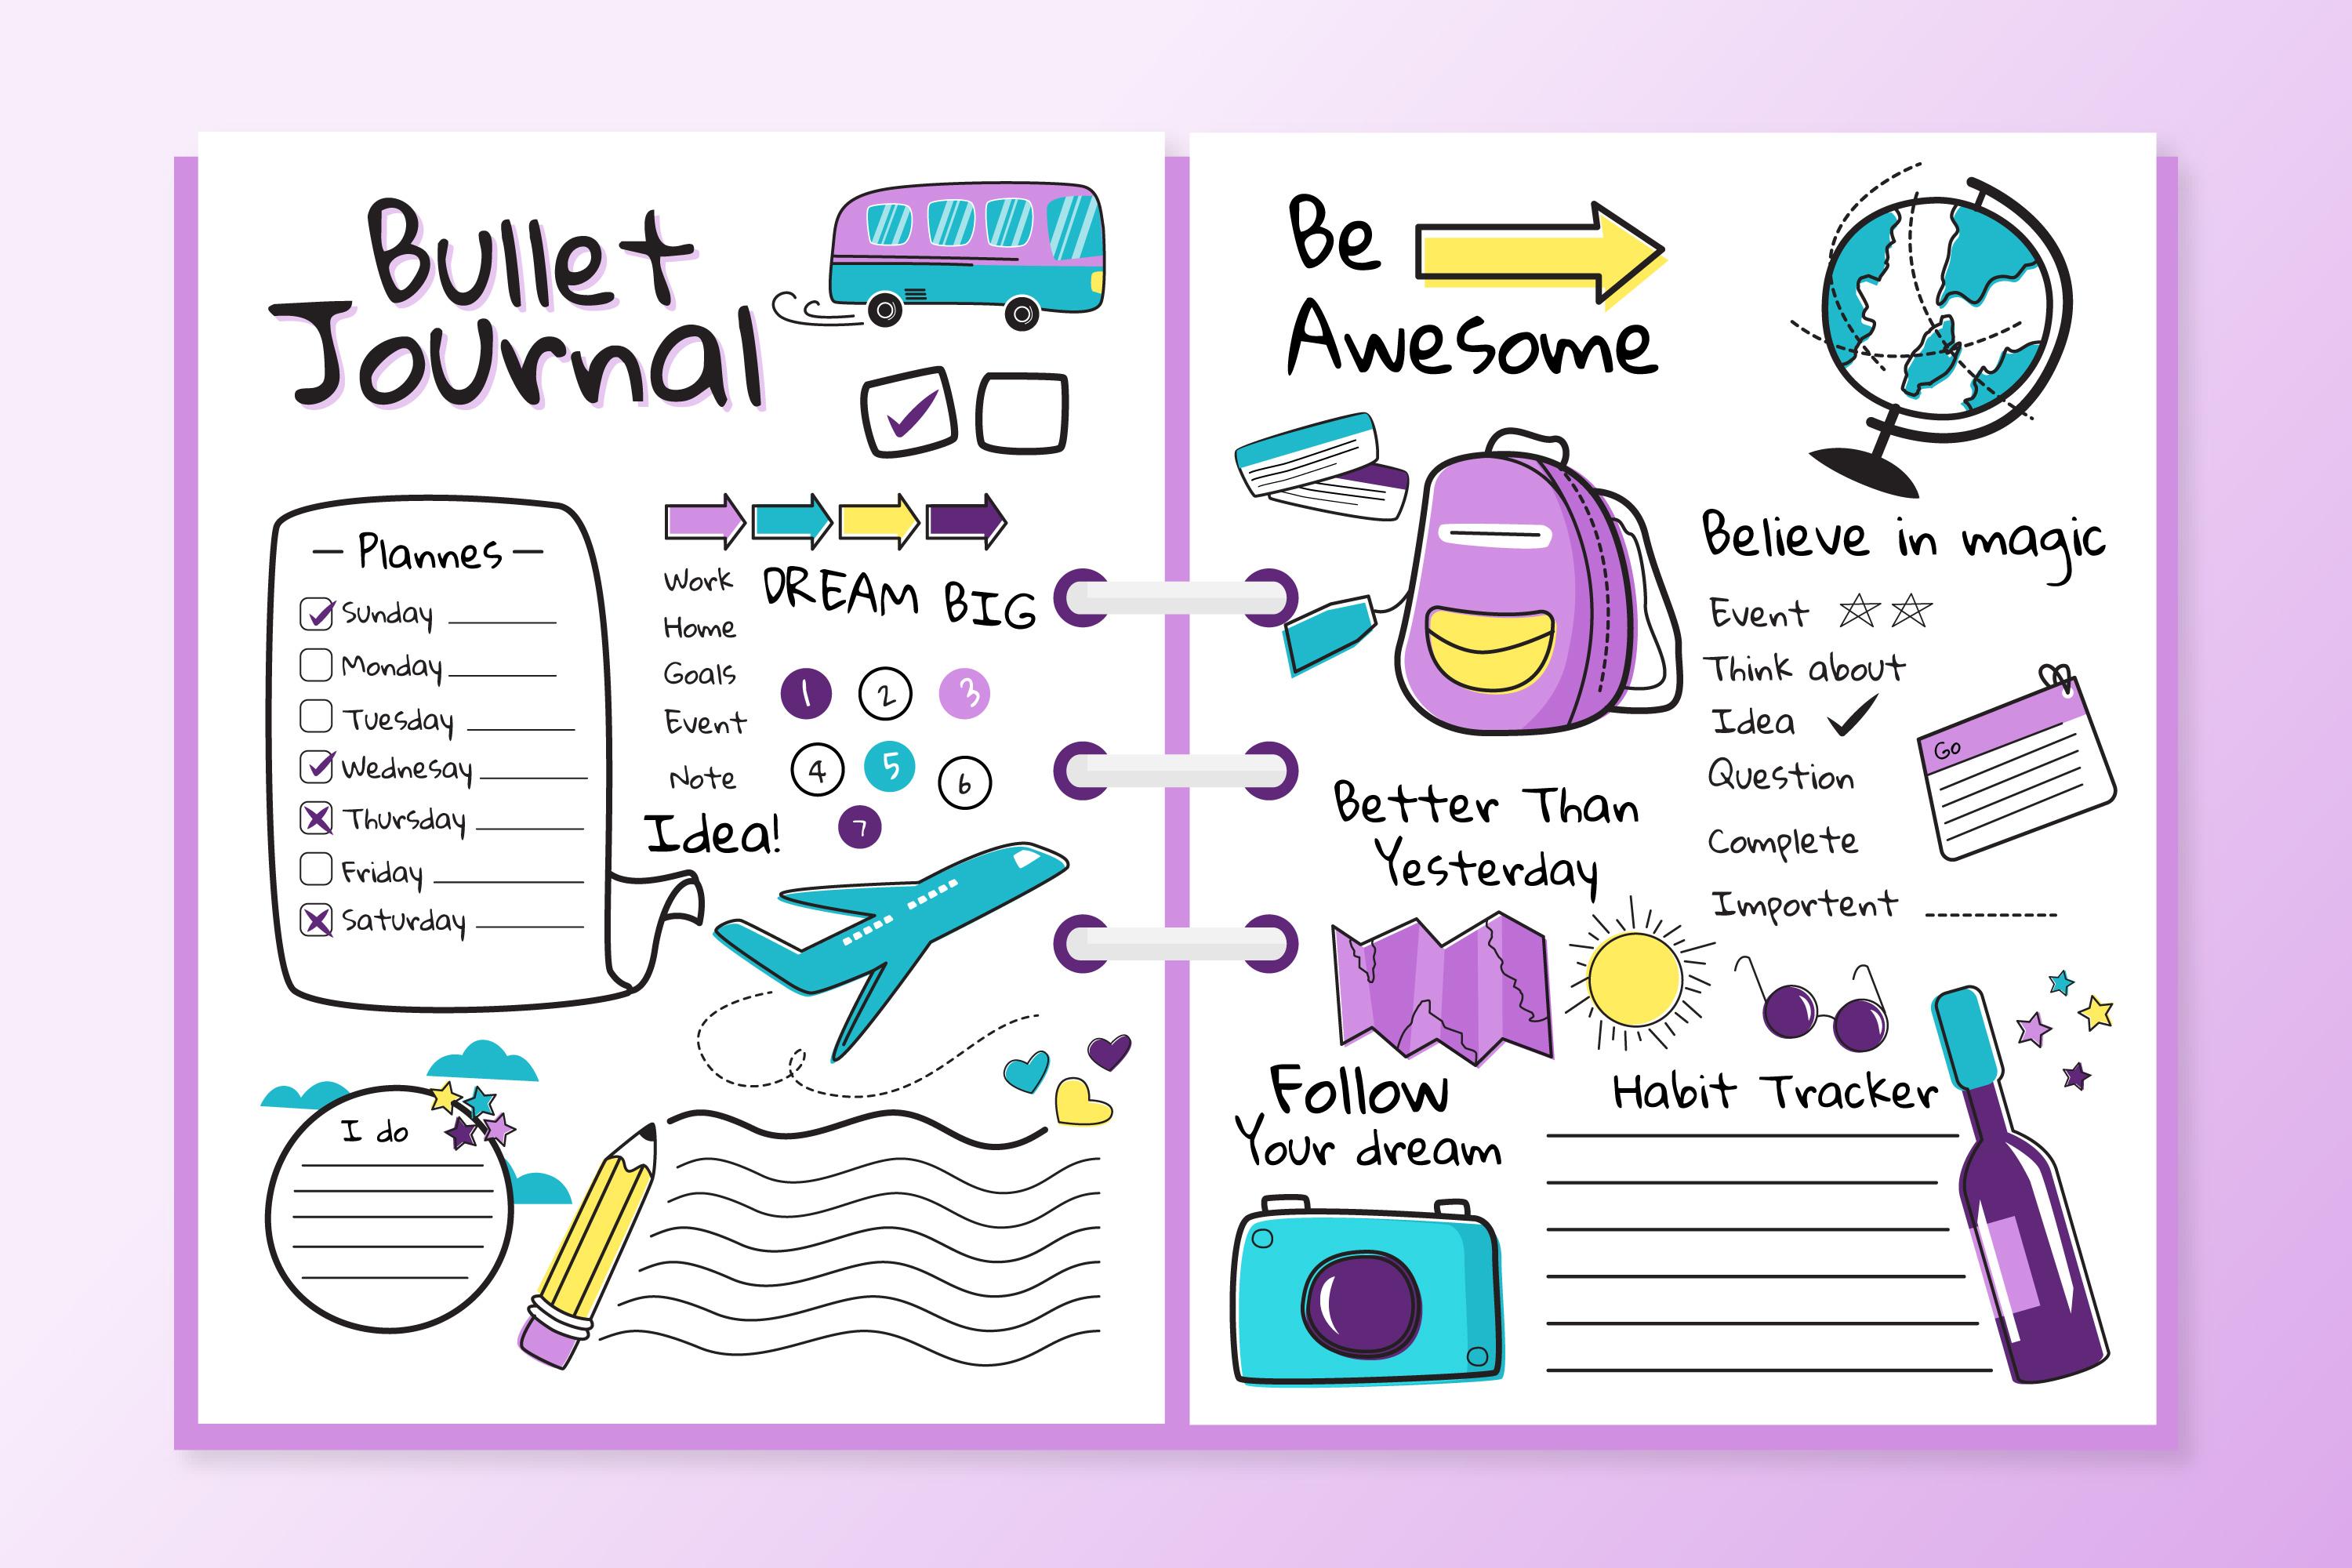 Bullet
Journal
- Plannes -
Sunday
Monday
Tuesday
Wednesay
Thursday
Friday
Saturday
Work
Home
Goals
Event
Note
Idea!
DREAM BIG
1 2 3
4 5 6
7
I do
Be
Awesome
Believe in magic
Event
Think about
Idea
Question
Complete
Importent
Go
Better Than
Yesterday
Follow
Your dream
Habit Tracker